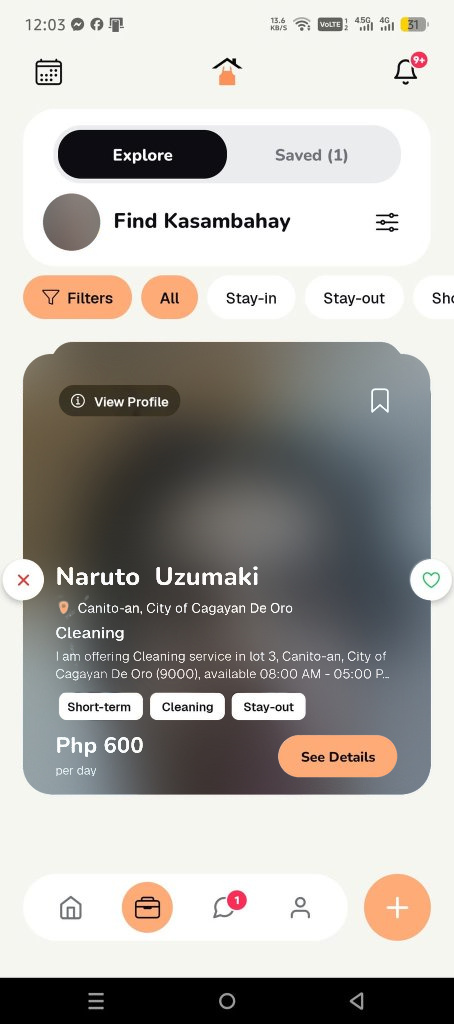 12:03 13.6 KB/S VoLTE 1 2 4.5G 4G 31
9+
Explore Saved (1)
Find Kasambahay
Filters All Stay-in Stay-out Sho
View Profile
Naruto Uzumaki
Canito-an, City of Cagayan De Oro
Cleaning
I am offering Cleaning service in lot 3, Canito-an, City of
Cagayan De Oro (9000), available 08:00 AM - 05:00 P...
Short-term Cleaning Stay-out
Php 600
per day
See Details
1